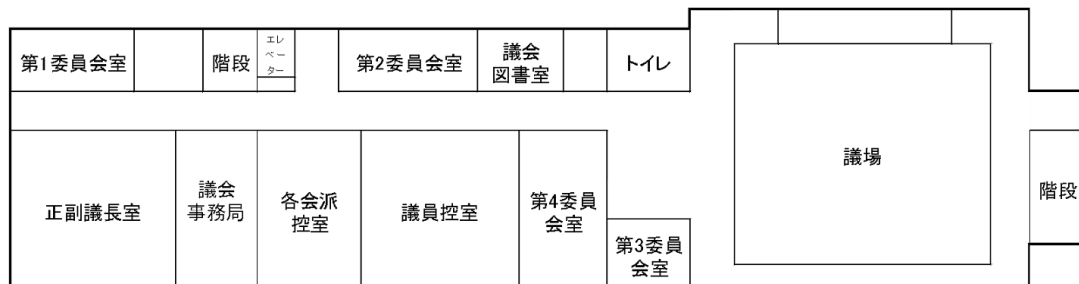 第1委員会室
階段
エレ
ベー
ター
第2委員会室
議会
図書室
トイレ
議場
正副議長室
議会
事務局
各会派
控室
議員控室
第4委員
会室
第3委員
会室
階段